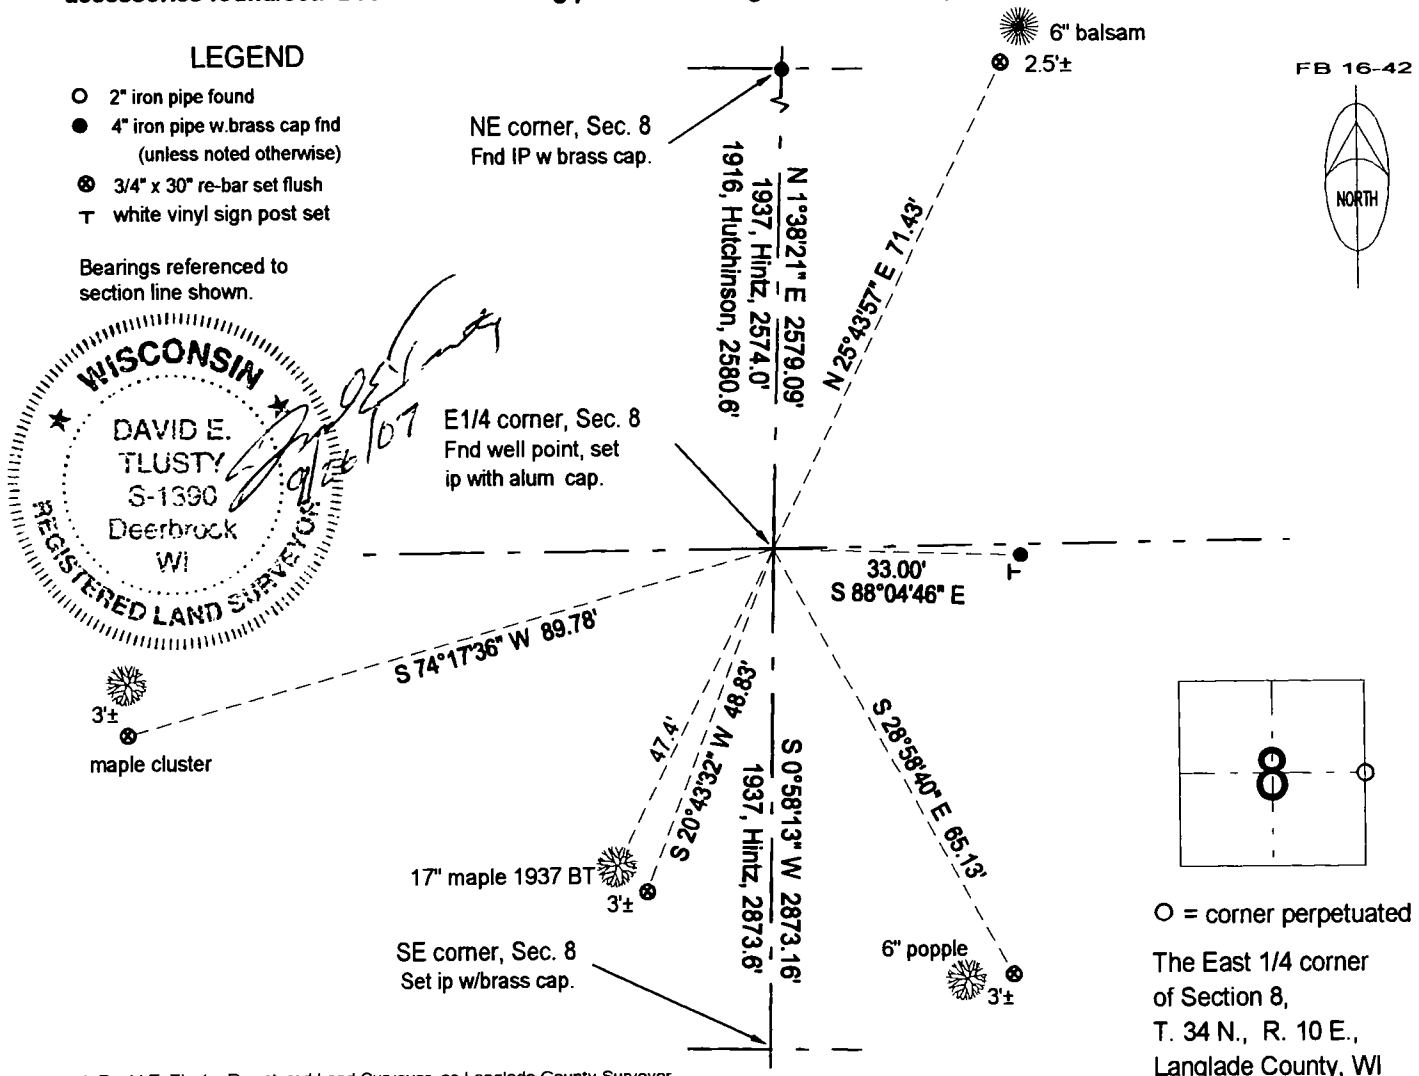 6" balsam
2.5'±
FB 16-42
NORTH
LEGEND
2" iron pipe found
4" iron pipe w.brass cap fnd
(unless noted otherwise)
3/4" x 30" re-bar set flush
T white vinyl sign post set
Bearings referenced to
section line shown.
NE corner, Sec. 8
Fnd IP w brass cap.
N 1°38'21" E 2579.09'
1937, Hintz, 2574.0'
1916, Hutchinson, 2580.6'
N 25°43'57" E 71.43'
WISCONSIN
DAVID E.
TLUSTY
S-1390
Deerbrock
WI
REGISTERED LAND SURVEYOR
9/26/07
E1/4 corner, Sec. 8
Fnd well point, set
ip with alum cap.
33.00'
S 88°04'46" E
T
S 74°17'36" W 89.78'
3'±
maple cluster
47.4'
S 20°43'32" W 48.83'
S 0°58'13" W 2873.16'
1937, Hintz, 2873.6'
S 28°58'40" E 65.13'
17" maple 1937 BT
3'±
6" popple
3'±
SE corner, Sec. 8
Set ip w/brass cap.
8
O = corner perpetuated
The East 1/4 corner
of Section 8,
T. 34 N., R. 10 E.,
Langlade County, WI